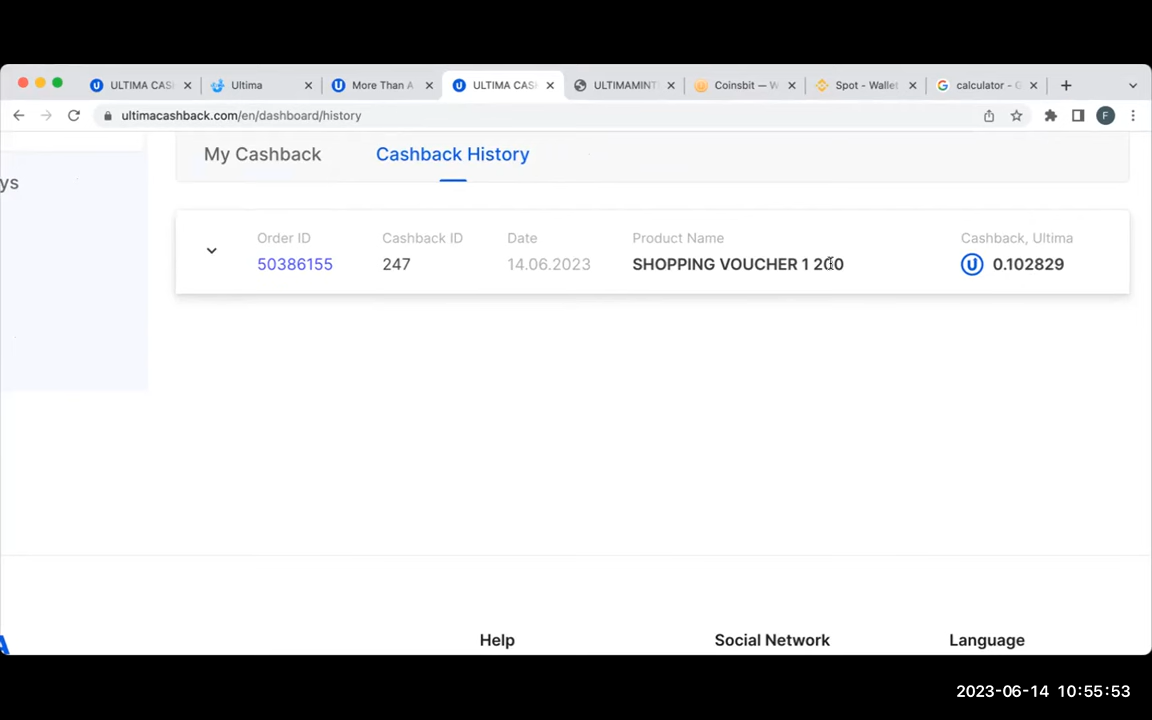 ULTIMA CAS
Ultima
More Than A
ULTIMA CAS
ULTIMAMINT
Coinsbit — W
Spot - Wallet
calculator - G
ultimacashback.com/en/dashboard/history
F
My Cashback
Cashback History
ys
Order ID
Cashback ID
Date
Product Name
Cashback, Ultima
50386155
247
14.06.2023
SHOPPING VOUCHER 1 200
0.102829
Help
Social Network
Language
2023-06-14 10:55:53